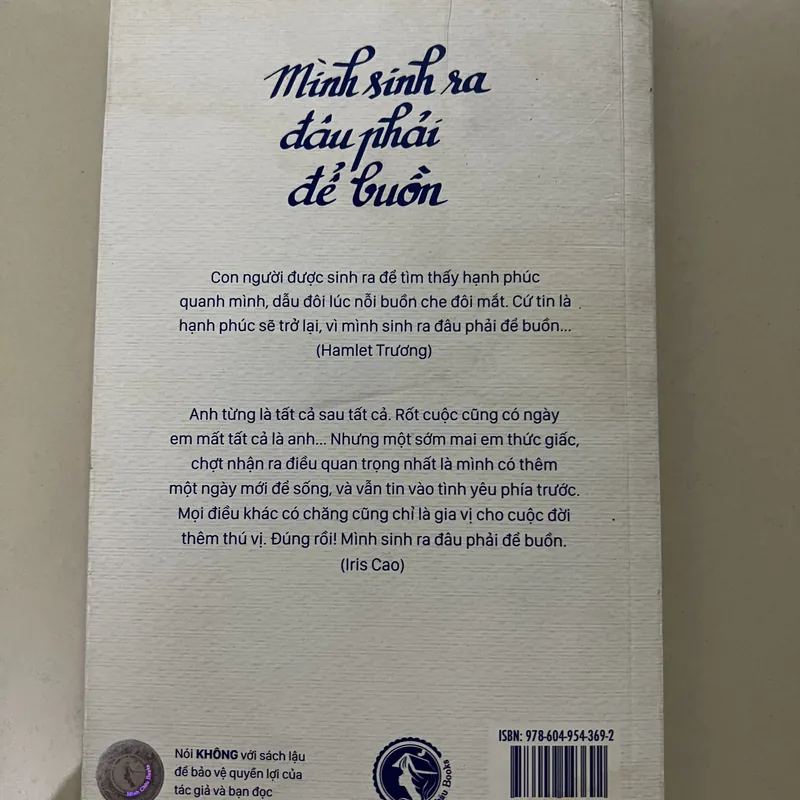 Mình sinh ra
đâu phải
để buồn
Con người được sinh ra để tìm thấy hạnh phúc
quanh mình, dẫu đôi lúc nỗi buồn che đôi mắt. Cứ tin là
hạnh phúc sẽ trở lại, vì mình sinh ra đâu phải để buồn...
(Hamlet Trương)
Anh từng là tất cả sau tất cả. Rốt cuộc cũng có ngày
em mất tất cả là anh... Nhưng một sớm mai em thức giấc,
chợt nhận ra điều quan trọng nhất là mình có thêm
một ngày mới để sống, và vẫn tin vào tình yêu phía trước.
Mọi điều khác có chăng cũng chỉ là gia vị cho cuộc đời
thêm thú vị. Đúng rồi! Mình sinh ra đâu phải để buồn.
(Iris Cao)
ISBN: 978-604-954-369-2
Nói KHÔNG với sách lậu
để bảo vệ quyền lợi của
tác giả và bạn đọc
Minh Châu Books
Books